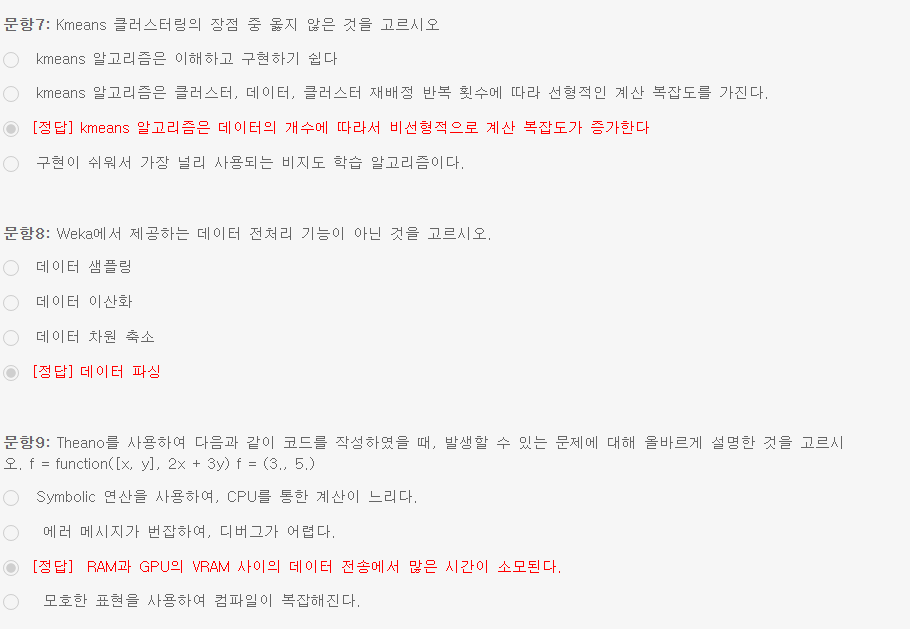 문항7: Kmeans 클러스터링의 장점 중 옳지 않은 것을 고르시오
kmeans 알고리즘은 이해하고 구현하기 쉽다
kmeans 알고리즘은 클러스터, 데이터, 클러스터 재배정 반복 횟수에 따라 선형적인 계산 복잡도를 가진다.
[정답] kmeans 알고리즘은 데이터의 개수에 따라서 비선형적으로 계산 복잡도가 증가한다
구현이 쉬워서 가장 널리 사용되는 비지도 학습 알고리즘이다.
문항8: Weka에서 제공하는 데이터 전처리 기능이 아닌 것을 고르시오.
데이터 샘플링
데이터 이산화
데이터 차원 축소
[정답] 데이터 파싱
문항9: Theano를 사용하여 다음과 같이 코드를 작성하였을 때, 발생할 수 있는 문제에 대해 올바르게 설명한 것을 고르시
오. f = function([x, y], 2x + 3y) f = (3., 5.)
Symbolic 연산을 사용하여, CPU를 통한 계산이 느리다.
에러 메시지가 번잡하여, 디버그가 어렵다.
[정답] RAM과 GPU의 VRAM 사이의 데이터 전송에서 많은 시간이 소모된다.
모호한 표현을 사용하여 컴파일이 복잡해진다.